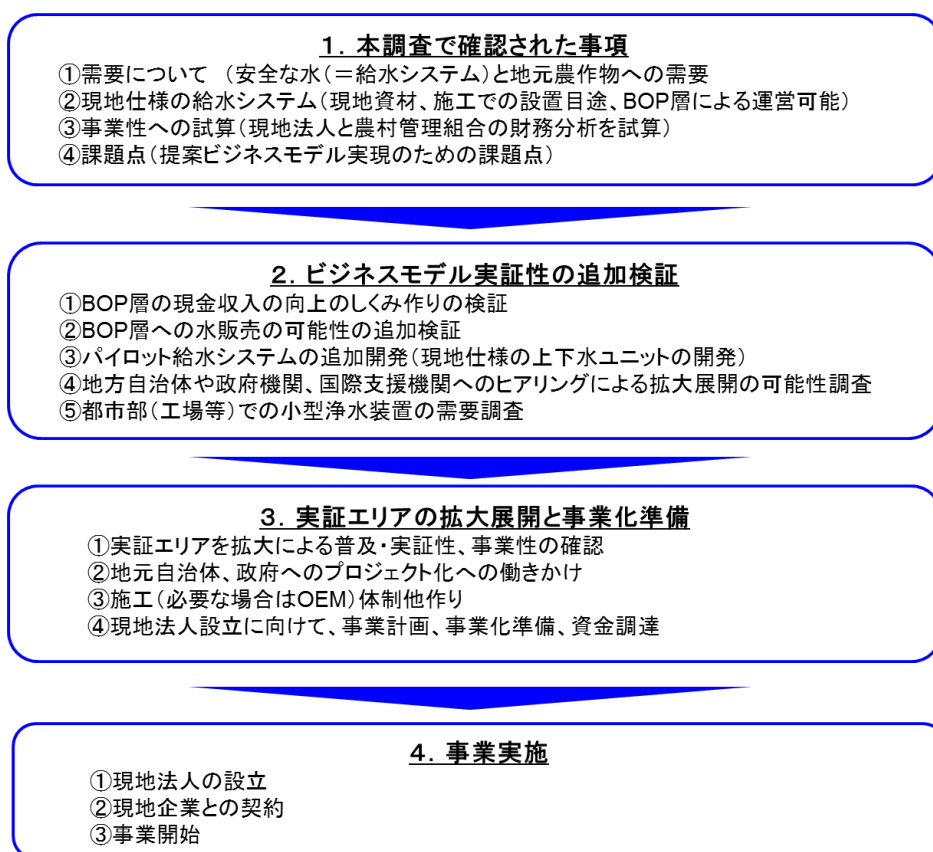 1．本調査で確認された事項
①需要について　（安全な水（＝給水システム）と地元農作物への需要
②現地仕様の給水システム（現地資材、施工での設置目途、BOP層による運営可能）
③事業性への試算（現地法人と農村管理組合の財務分析を試算）
④課題点（提案ビジネスモデル実現のための課題点）
2．ビジネスモデル実証性の追加検証
①BOP層の現金収入の向上のしくみ作りの検証
②BOP層への水販売の可能性の追加検証
③パイロット給水システムの追加開発（現地仕様の上下水ユニットの開発）
④地方自治体や政府機関、国際支援機関へのヒアリングによる拡大展開の可能性調査
⑤都市部（工場等）での小型浄水装置の需要調査
3．実証エリアの拡大展開と事業化準備
①実証エリアを拡大による普及・実証性、事業性の確認
②地元自治体、政府へのプロジェクト化への働きかけ
③施工（必要な場合はOEM）体制他作り
④現地法人設立に向けて、事業計画、事業化準備、資金調達
4．事業実施
①現地法人の設立
②現地企業との契約
③事業開始